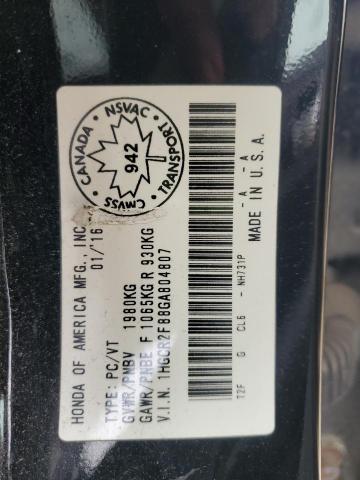 HONDA OF AMERICA MFG., INC.
01/'16
CANADA NSVAC TRANSPORT CMVSS
942
TYPE: PC/VT
GVWR/PNBV 1980KG
GAWR/PNBE F 1065KG R 930KG
V.I.N. 1HGCR2F88GA804807
T2F G CL6 - NH731P - A - A
MADE IN U.S.A.